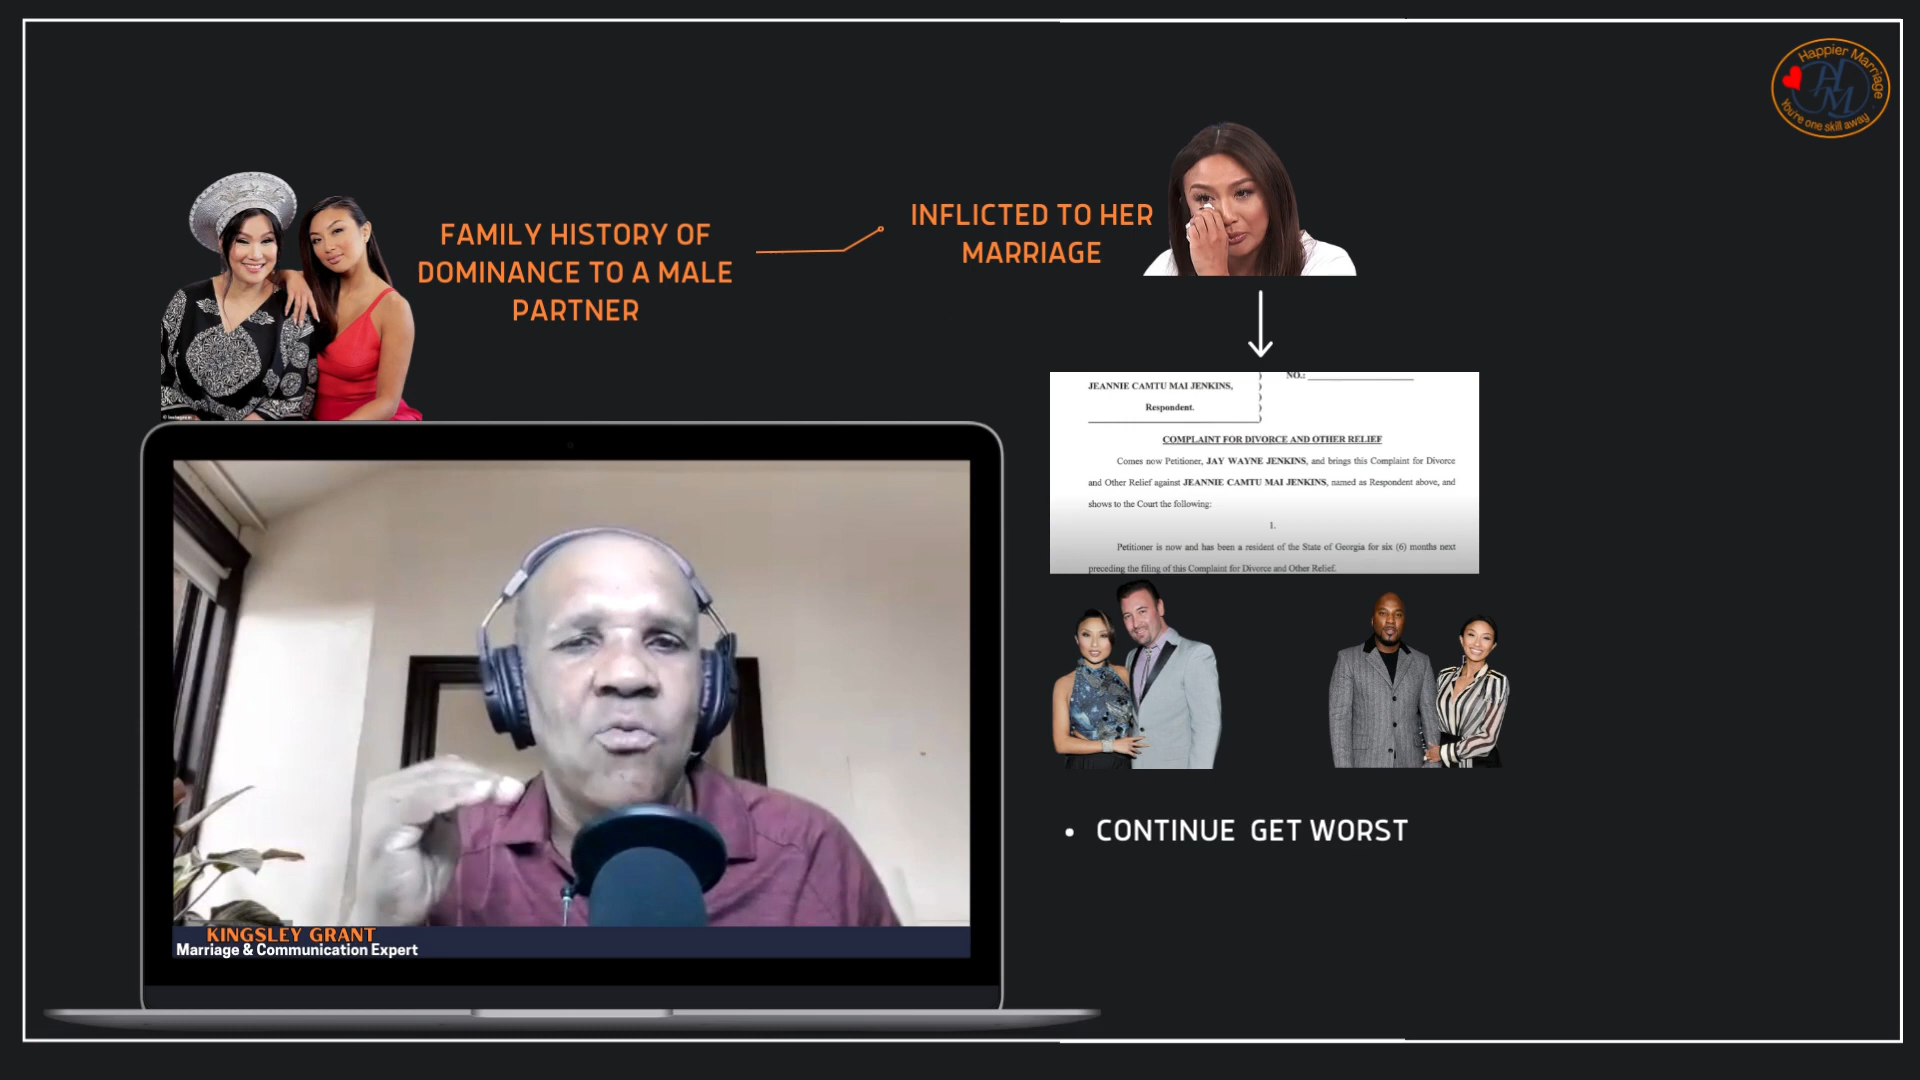 Happier Marriage
HM
You're one skill away
FAMILY HISTORY OF
DOMINANCE TO A MALE
PARTNER
INFLICTED TO HER
MARRIAGE
NO.:
JEANNIE CAMTU MAI JENKINS,
Respondent.
COMPLAINT FOR DIVORCE AND OTHER RELIEF
Comes now Petitioner, JAY WAYNE JENKINS, and brings this Complaint for Divorce
and Other Relief against JEANNIE CAMTU MAI JENKINS, named as Respondent above, and
shows to the Court the following:
1.
Petitioner is now and has been a resident of the State of Georgia for six (6) months next
preceding the filing of this Complaint for Divorce and Other Relief.
© Instagram
KINGSLEY GRANT
Marriage & Communication Expert
• CONTINUE GET WORST